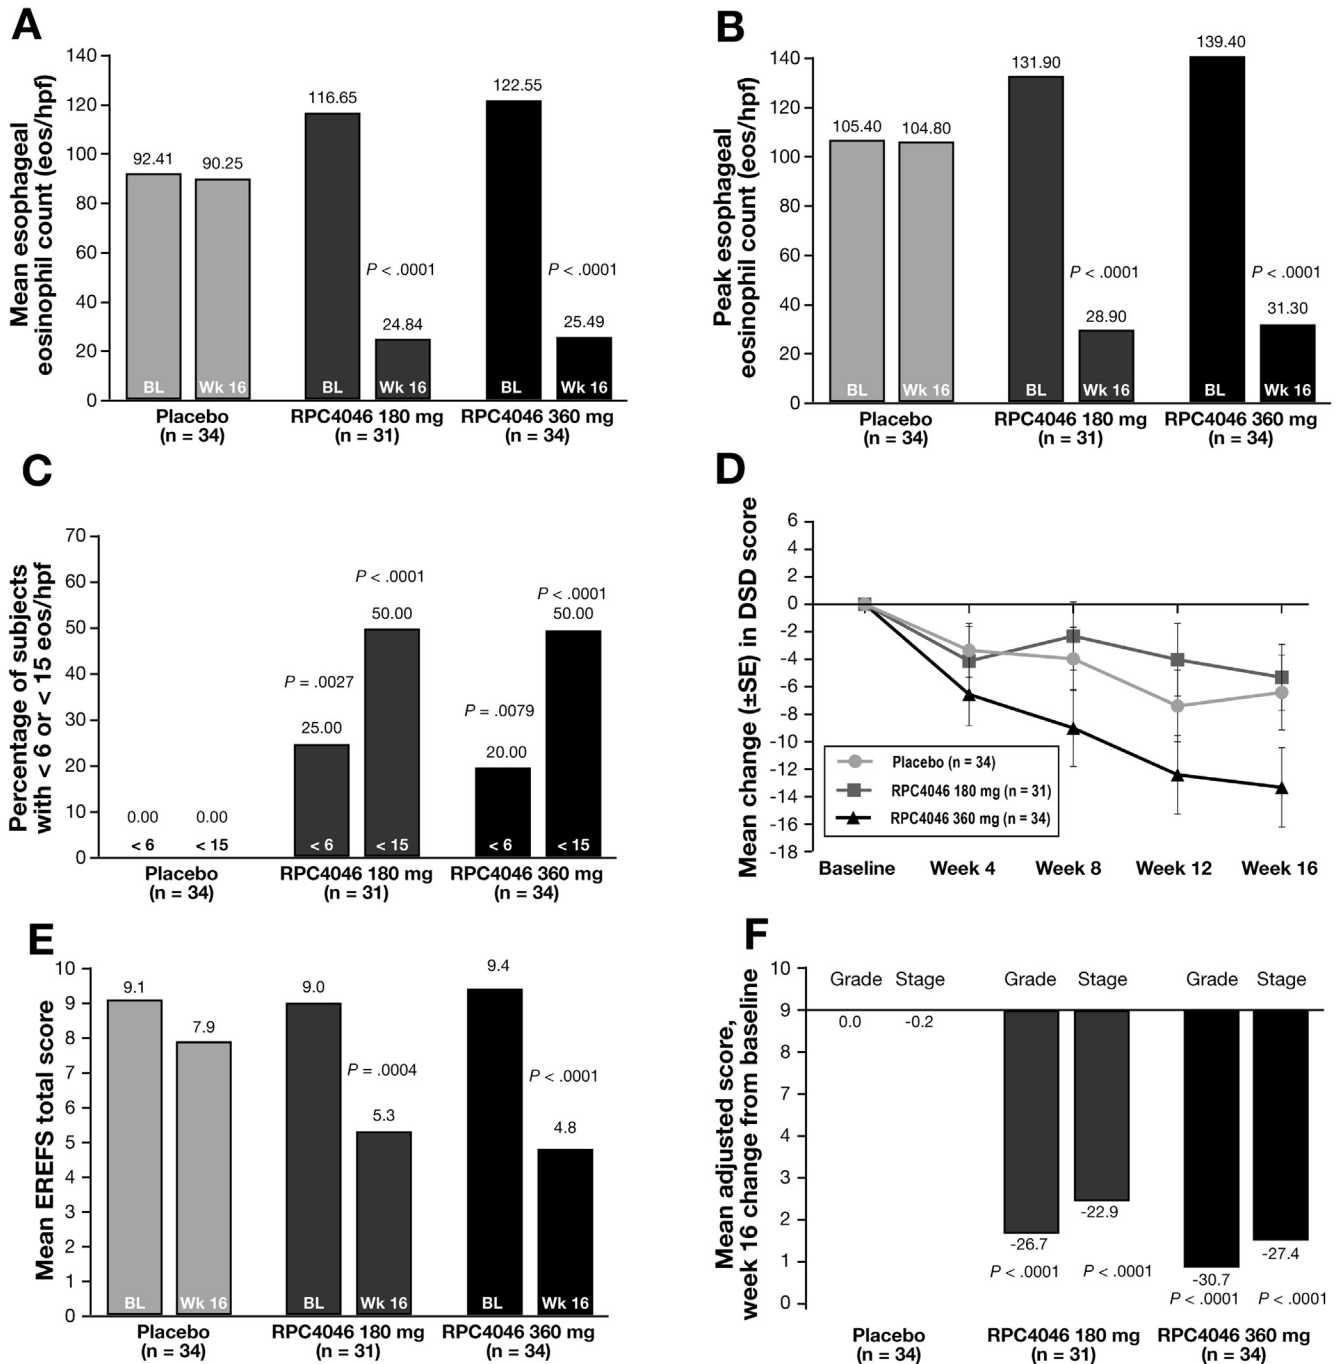 A
Mean esophageal
eosinophil count (eos/hpf)
140
120
100
80
60
40
20
0
92.41
90.25
116.65
24.84
122.55
25.49
P < .0001
P < .0001
BL
Wk 16
BL
Wk 16
BL
Wk 16
Placebo
(n = 34)
RPC4046 180 mg
(n = 31)
RPC4046 360 mg
(n = 34)
B
Peak esophageal
eosinophil count (eos/hpf)
140
120
100
80
60
40
20
0
105.40
104.80
131.90
28.90
139.40
31.30
P < .0001
P < .0001
BL
Wk 16
BL
Wk 16
BL
Wk 16
Placebo
(n = 34)
RPC4046 180 mg
(n = 31)
RPC4046 360 mg
(n = 34)
C
Percentage of subjects
with < 6 or < 15 eos/hpf
70
60
50
40
30
20
10
0
0.00
0.00
P = .0027
25.00
P < .0001
50.00
P = .0079
20.00
P < .0001
50.00
< 6
< 15
< 6
< 15
< 6
< 15
Placebo
(n = 34)
RPC4046 180 mg
(n = 31)
RPC4046 360 mg
(n = 34)
D
Mean change (±SE) in DSD score
6
4
2
0
-2
-4
-6
-8
-10
-12
-14
-16
-18
Placebo (n = 34)
RPC4046 180 mg (n = 31)
RPC4046 360 mg (n = 34)
Baseline
Week 4
Week 8
Week 12
Week 16
E
Mean EREFS total score
10
9
8
7
6
5
4
3
2
1
0
9.1
7.9
9.0
P = .0004
5.3
9.4
P < .0001
4.8
BL
Wk 16
BL
Wk 16
BL
Wk 16
Placebo
(n = 34)
RPC4046 180 mg
(n = 31)
RPC4046 360 mg
(n = 34)
F
Mean adjusted score,
week 16 change from baseline
10
9
8
7
4
3
2
1
0
Grade
Stage
Grade
Stage
Grade
Stage
0.0
-0.2
-26.7
-22.9
-30.7
-27.4
P < .0001
P < .0001
P < .0001
P < .0001
Placebo
(n = 34)
RPC4046 180 mg
(n = 31)
RPC4046 360 mg
(n = 34)